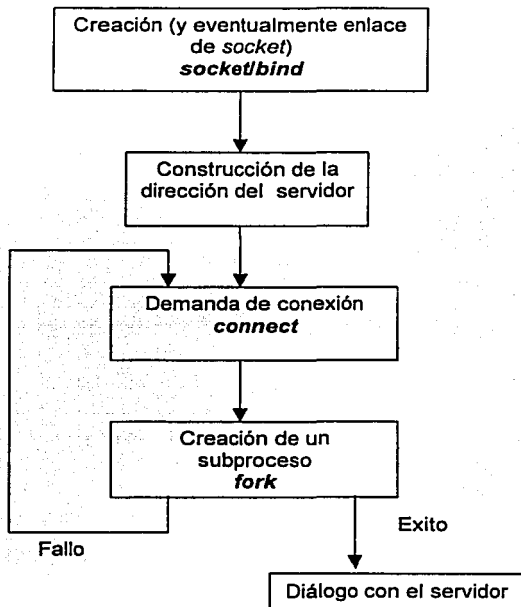 Creación (y eventualmente enlace
de socket)
socket/bind
Construcción de la
dirección del servidor
Demanda de conexión
connect
Creación de un
subproceso
fork
Exito
Fallo
Diálogo con el servidor